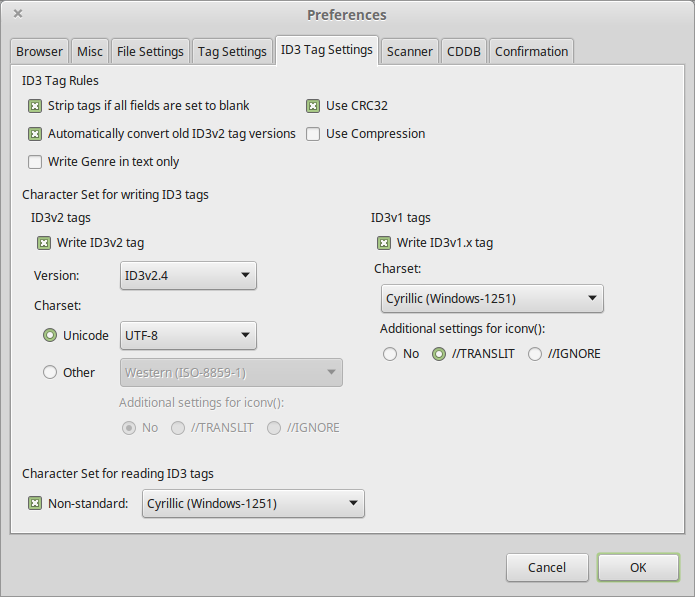 Preferences
Browser Misc File Settings Tag Settings ID3 Tag Settings Scanner CDDB Confirmation
ID3 Tag Rules
Strip tags if all fields are set to blank Use CRC32
Automatically convert old ID3v2 tag versions Use Compression
Write Genre in text only
Character Set for writing ID3 tags
ID3v2 tags ID3v1 tags
Write ID3v2 tag Write ID3v1.x tag
Version: ID3v2.4 Charset:
Cyrillic (Windows-1251)
Charset:
Unicode UTF-8 Additional settings for iconv():
No //TRANSLIT //IGNORE
Other Western (ISO-8859-1)
Additional settings for iconv():
No //TRANSLIT //IGNORE
Character Set for reading ID3 tags
Non-standard: Cyrillic (Windows-1251)
Cancel OK